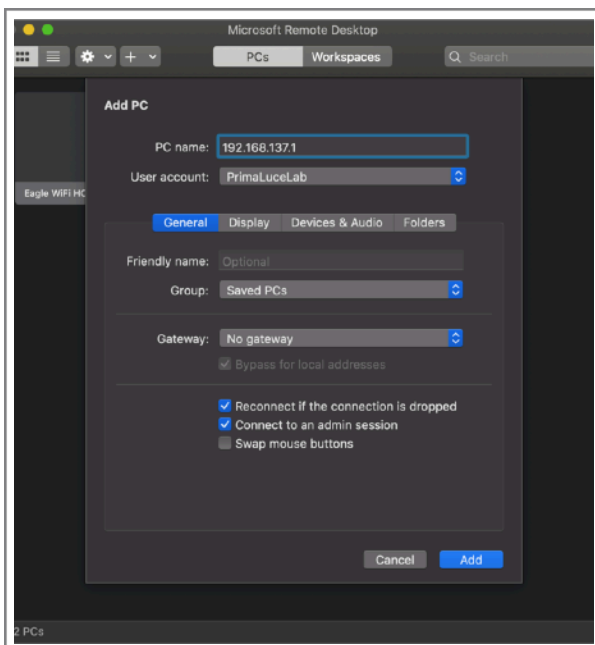 Microsoft Remote Desktop
PCs Workspaces Search
Add PC
PC name: 192.168.137.1
User account: PrimaLuceLab
Eagle WiFi HO
General Display Devices & Audio Folders
Friendly name: Optional
Group: Saved PCs
Gateway: No gateway
Bypass for local addresses
Reconnect if the connection is dropped
Connect to an admin session
Swap mouse buttons
Cancel Add
2 PCs